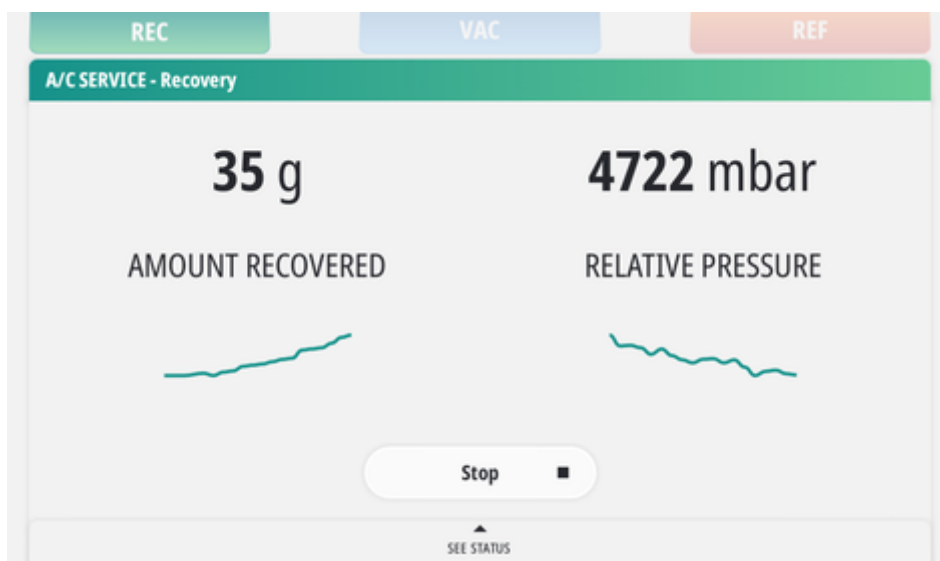 REC VAC REF
A/C SERVICE - Recovery
35 g 4722 mbar
AMOUNT RECOVERED RELATIVE PRESSURE
Stop
SEE STATUS